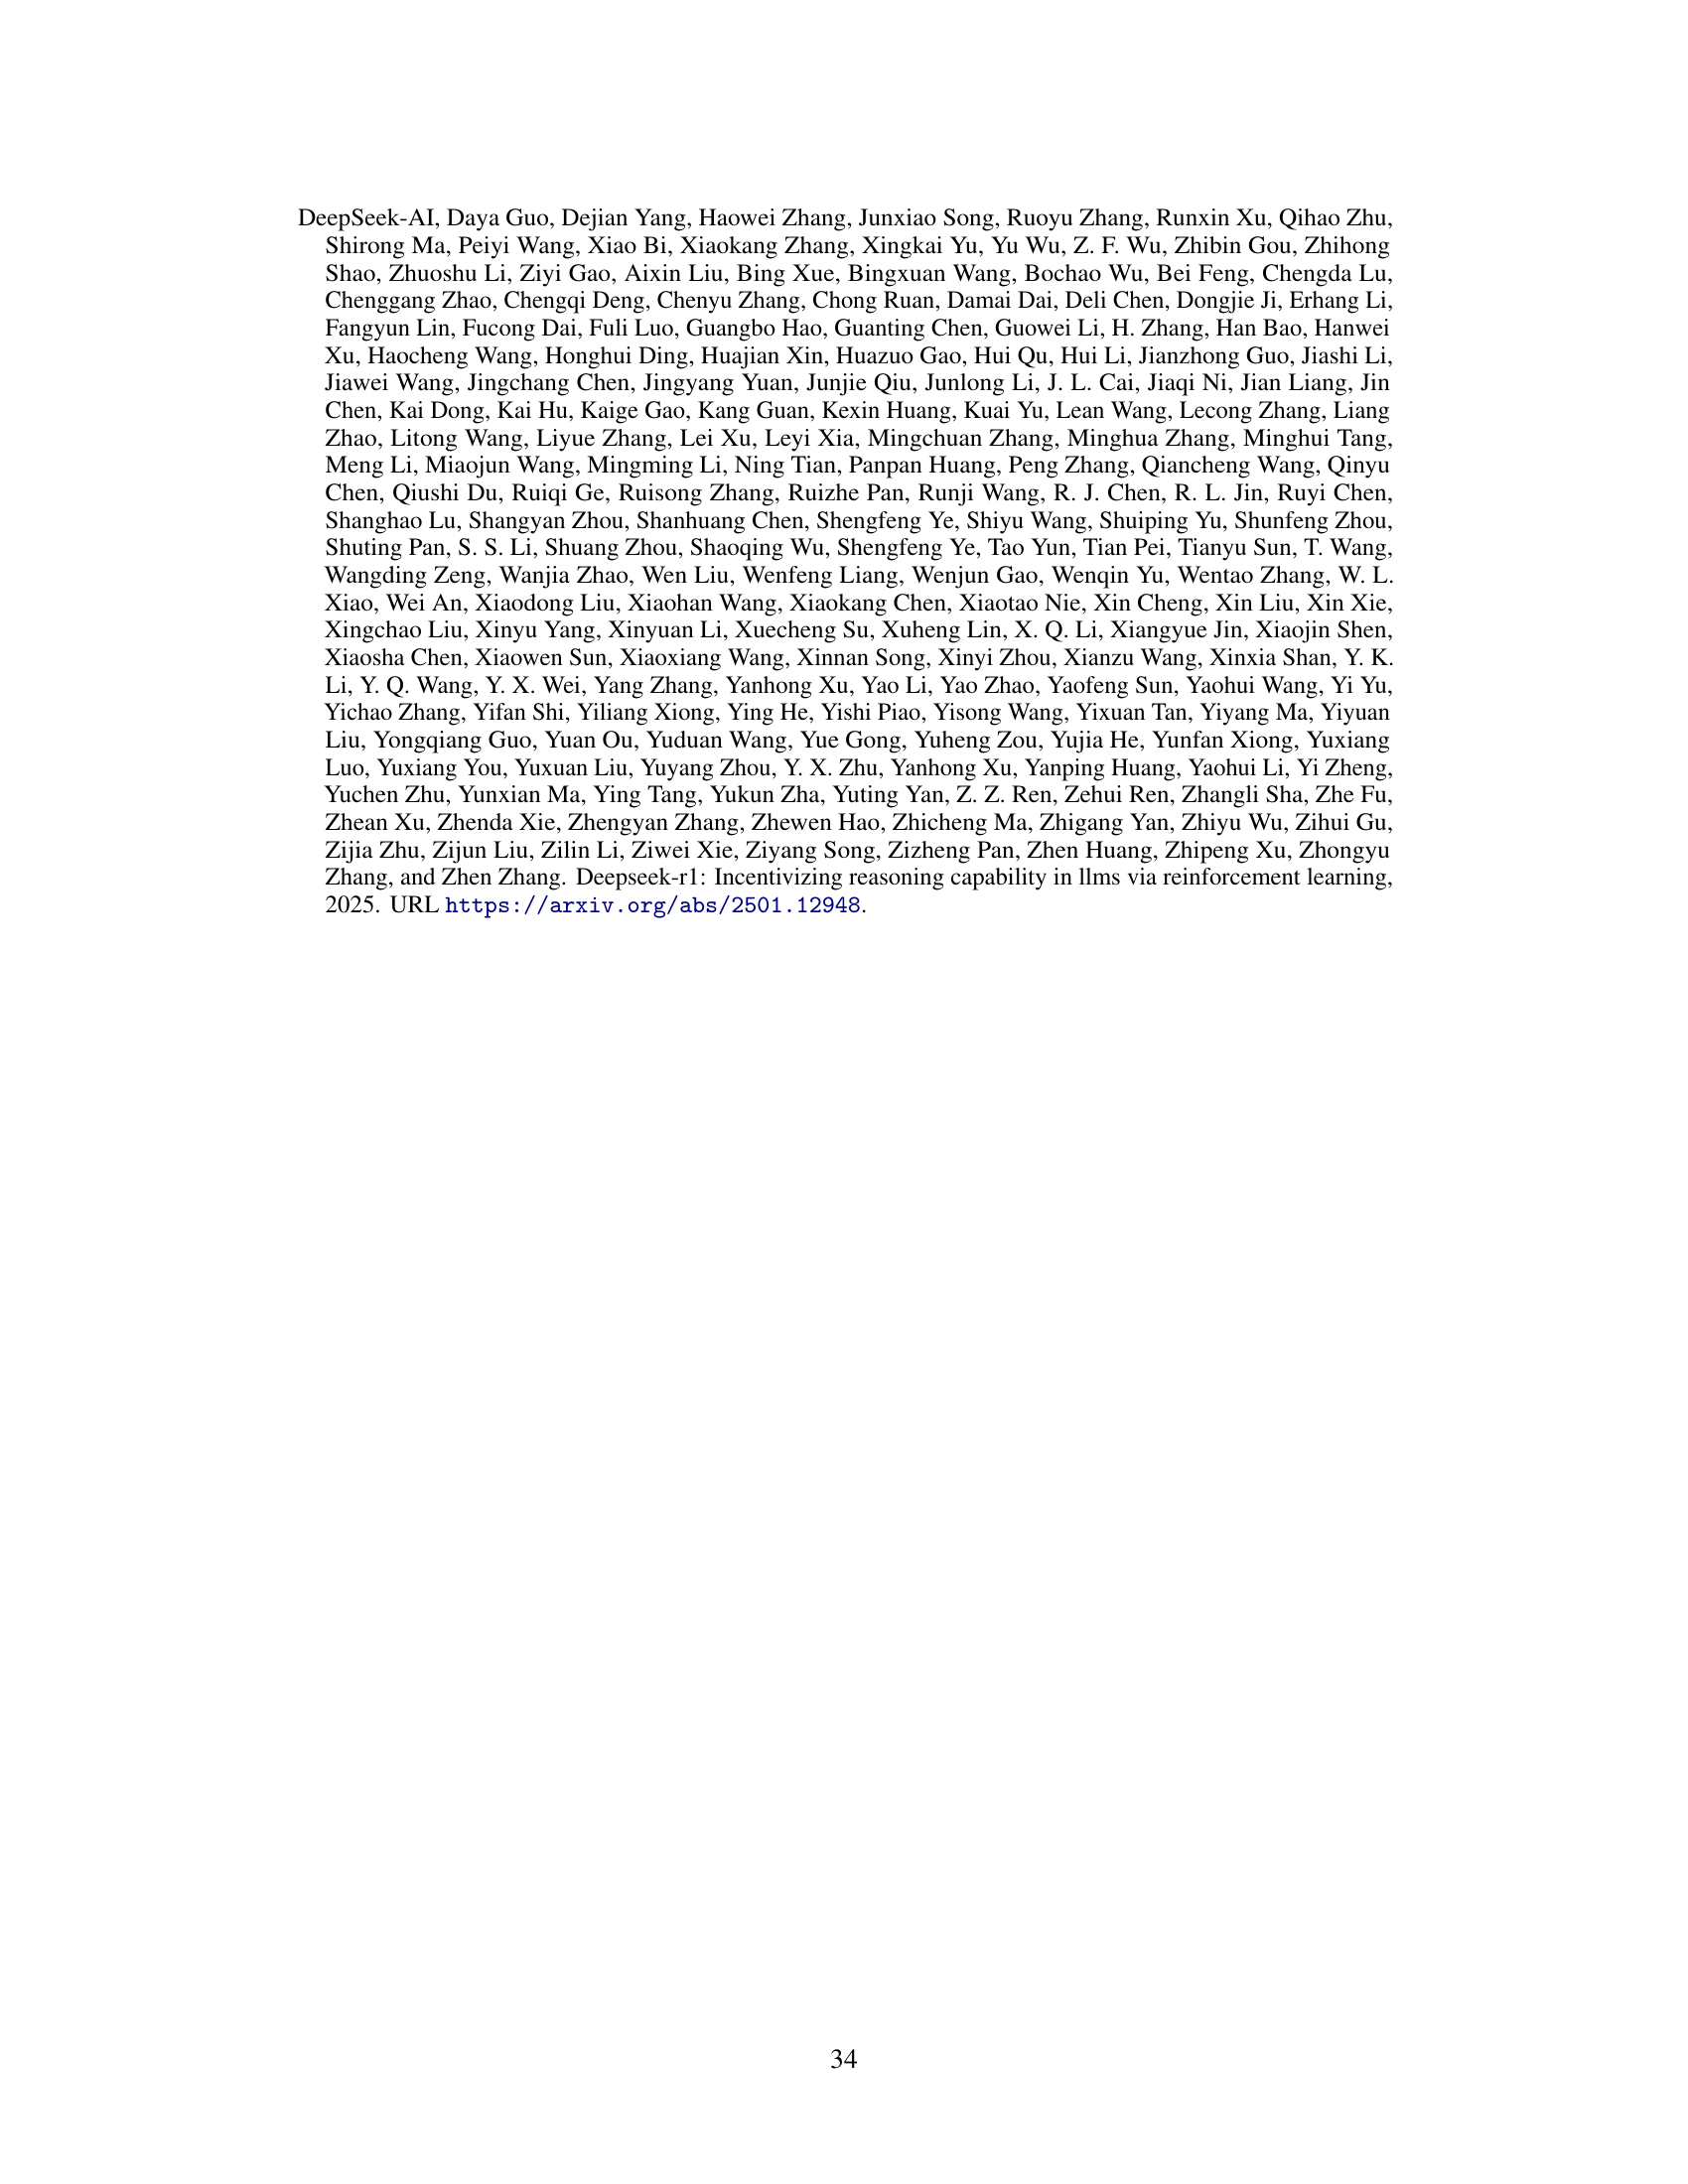 DeepSeek-AI, Daya Guo, Dejian Yang, Haowei Zhang, Junxiao Song, Ruoyu Zhang, Runxin Xu, Qihao Zhu,
Shirong Ma, Peiyi Wang, Xiao Bi, Xiaokang Zhang, Xingkai Yu, Yu Wu, Z. F. Wu, Zhibin Gou, Zhihong
Shao, Zhuoshu Li, Ziyi Gao, Aixin Liu, Bing Xue, Bingxuan Wang, Bochao Wu, Bei Feng, Chengda Lu,
Chenggang Zhao, Chengqi Deng, Chenyu Zhang, Chong Ruan, Damai Dai, Deli Chen, Dongjie Ji, Erhang Li,
Fangyun Lin, Fucong Dai, Fuli Luo, Guangbo Hao, Guanting Chen, Guowei Li, H. Zhang, Han Bao, Hanwei
Xu, Haocheng Wang, Honghui Ding, Huajian Xin, Huazuo Gao, Hui Qu, Hui Li, Jianzhong Guo, Jiashi Li,
Jiawei Wang, Jingchang Chen, Jingyang Yuan, Junjie Qiu, Junlong Li, J. L. Cai, Jiaqi Ni, Jian Liang, Jin
Chen, Kai Dong, Kai Hu, Kaige Gao, Kang Guan, Kexin Huang, Kuai Yu, Lean Wang, Lecong Zhang, Liang
Zhao, Litong Wang, Liyue Zhang, Lei Xu, Leyi Xia, Mingchuan Zhang, Minghua Zhang, Minghui Tang,
Meng Li, Miaojun Wang, Mingming Li, Ning Tian, Panpan Huang, Peng Zhang, Qiancheng Wang, Qinyu
Chen, Qiushi Du, Ruiqi Ge, Ruisong Zhang, Ruizhe Pan, Runji Wang, R. J. Chen, R. L. Jin, Ruyi Chen,
Shanghao Lu, Shangyan Zhou, Shanhuang Chen, Shengfeng Ye, Shiyu Wang, Shuiping Yu, Shunfeng Zhou,
Shuting Pan, S. S. Li, Shuang Zhou, Shaoqing Wu, Shengfeng Ye, Tao Yun, Tian Pei, Tianyu Sun, T. Wang,
Wangding Zeng, Wanjia Zhao, Wen Liu, Wenfeng Liang, Wenjun Gao, Wenqin Yu, Wentao Zhang, W. L.
Xiao, Wei An, Xiaodong Liu, Xiaohan Wang, Xiaokang Chen, Xiaotao Nie, Xin Cheng, Xin Liu, Xin Xie,
Xingchao Liu, Xinyu Yang, Xinyuan Li, Xuecheng Su, Xuheng Lin, X. Q. Li, Xiangyue Jin, Xiaojin Shen,
Xiaosha Chen, Xiaowen Sun, Xiaoxiang Wang, Xinnan Song, Xinyi Zhou, Xianzu Wang, Xinxia Shan, Y. K.
Li, Y. Q. Wang, Y. X. Wei, Yang Zhang, Yanhong Xu, Yao Li, Yao Zhao, Yaofeng Sun, Yaohui Wang, Yi Yu,
Yichao Zhang, Yifan Shi, Yiliang Xiong, Ying He, Yishi Piao, Yisong Wang, Yixuan Tan, Yiyang Ma, Yiyuan
Liu, Yongqiang Guo, Yuan Ou, Yuduan Wang, Yue Gong, Yuheng Zou, Yujia He, Yunfan Xiong, Yuxiang
Luo, Yuxiang You, Yuxuan Liu, Yuyang Zhou, Y. X. Zhu, Yanhong Xu, Yanping Huang, Yaohui Li, Yi Zheng,
Yuchen Zhu, Yunxian Ma, Ying Tang, Yukun Zha, Yuting Yan, Z. Z. Ren, Zehui Ren, Zhangli Sha, Zhe Fu,
Zhean Xu, Zhenda Xie, Zhengyan Zhang, Zhewen Hao, Zhicheng Ma, Zhigang Yan, Zhiyu Wu, Zihui Gu,
Zijia Zhu, Zijun Liu, Zilin Li, Ziwei Xie, Ziyang Song, Zizheng Pan, Zhen Huang, Zhipeng Xu, Zhongyu
Zhang, and Zhen Zhang. Deepseek-r1: Incentivizing reasoning capability in llms via reinforcement learning,
2025. URL https://arxiv.org/abs/2501.12948.
34